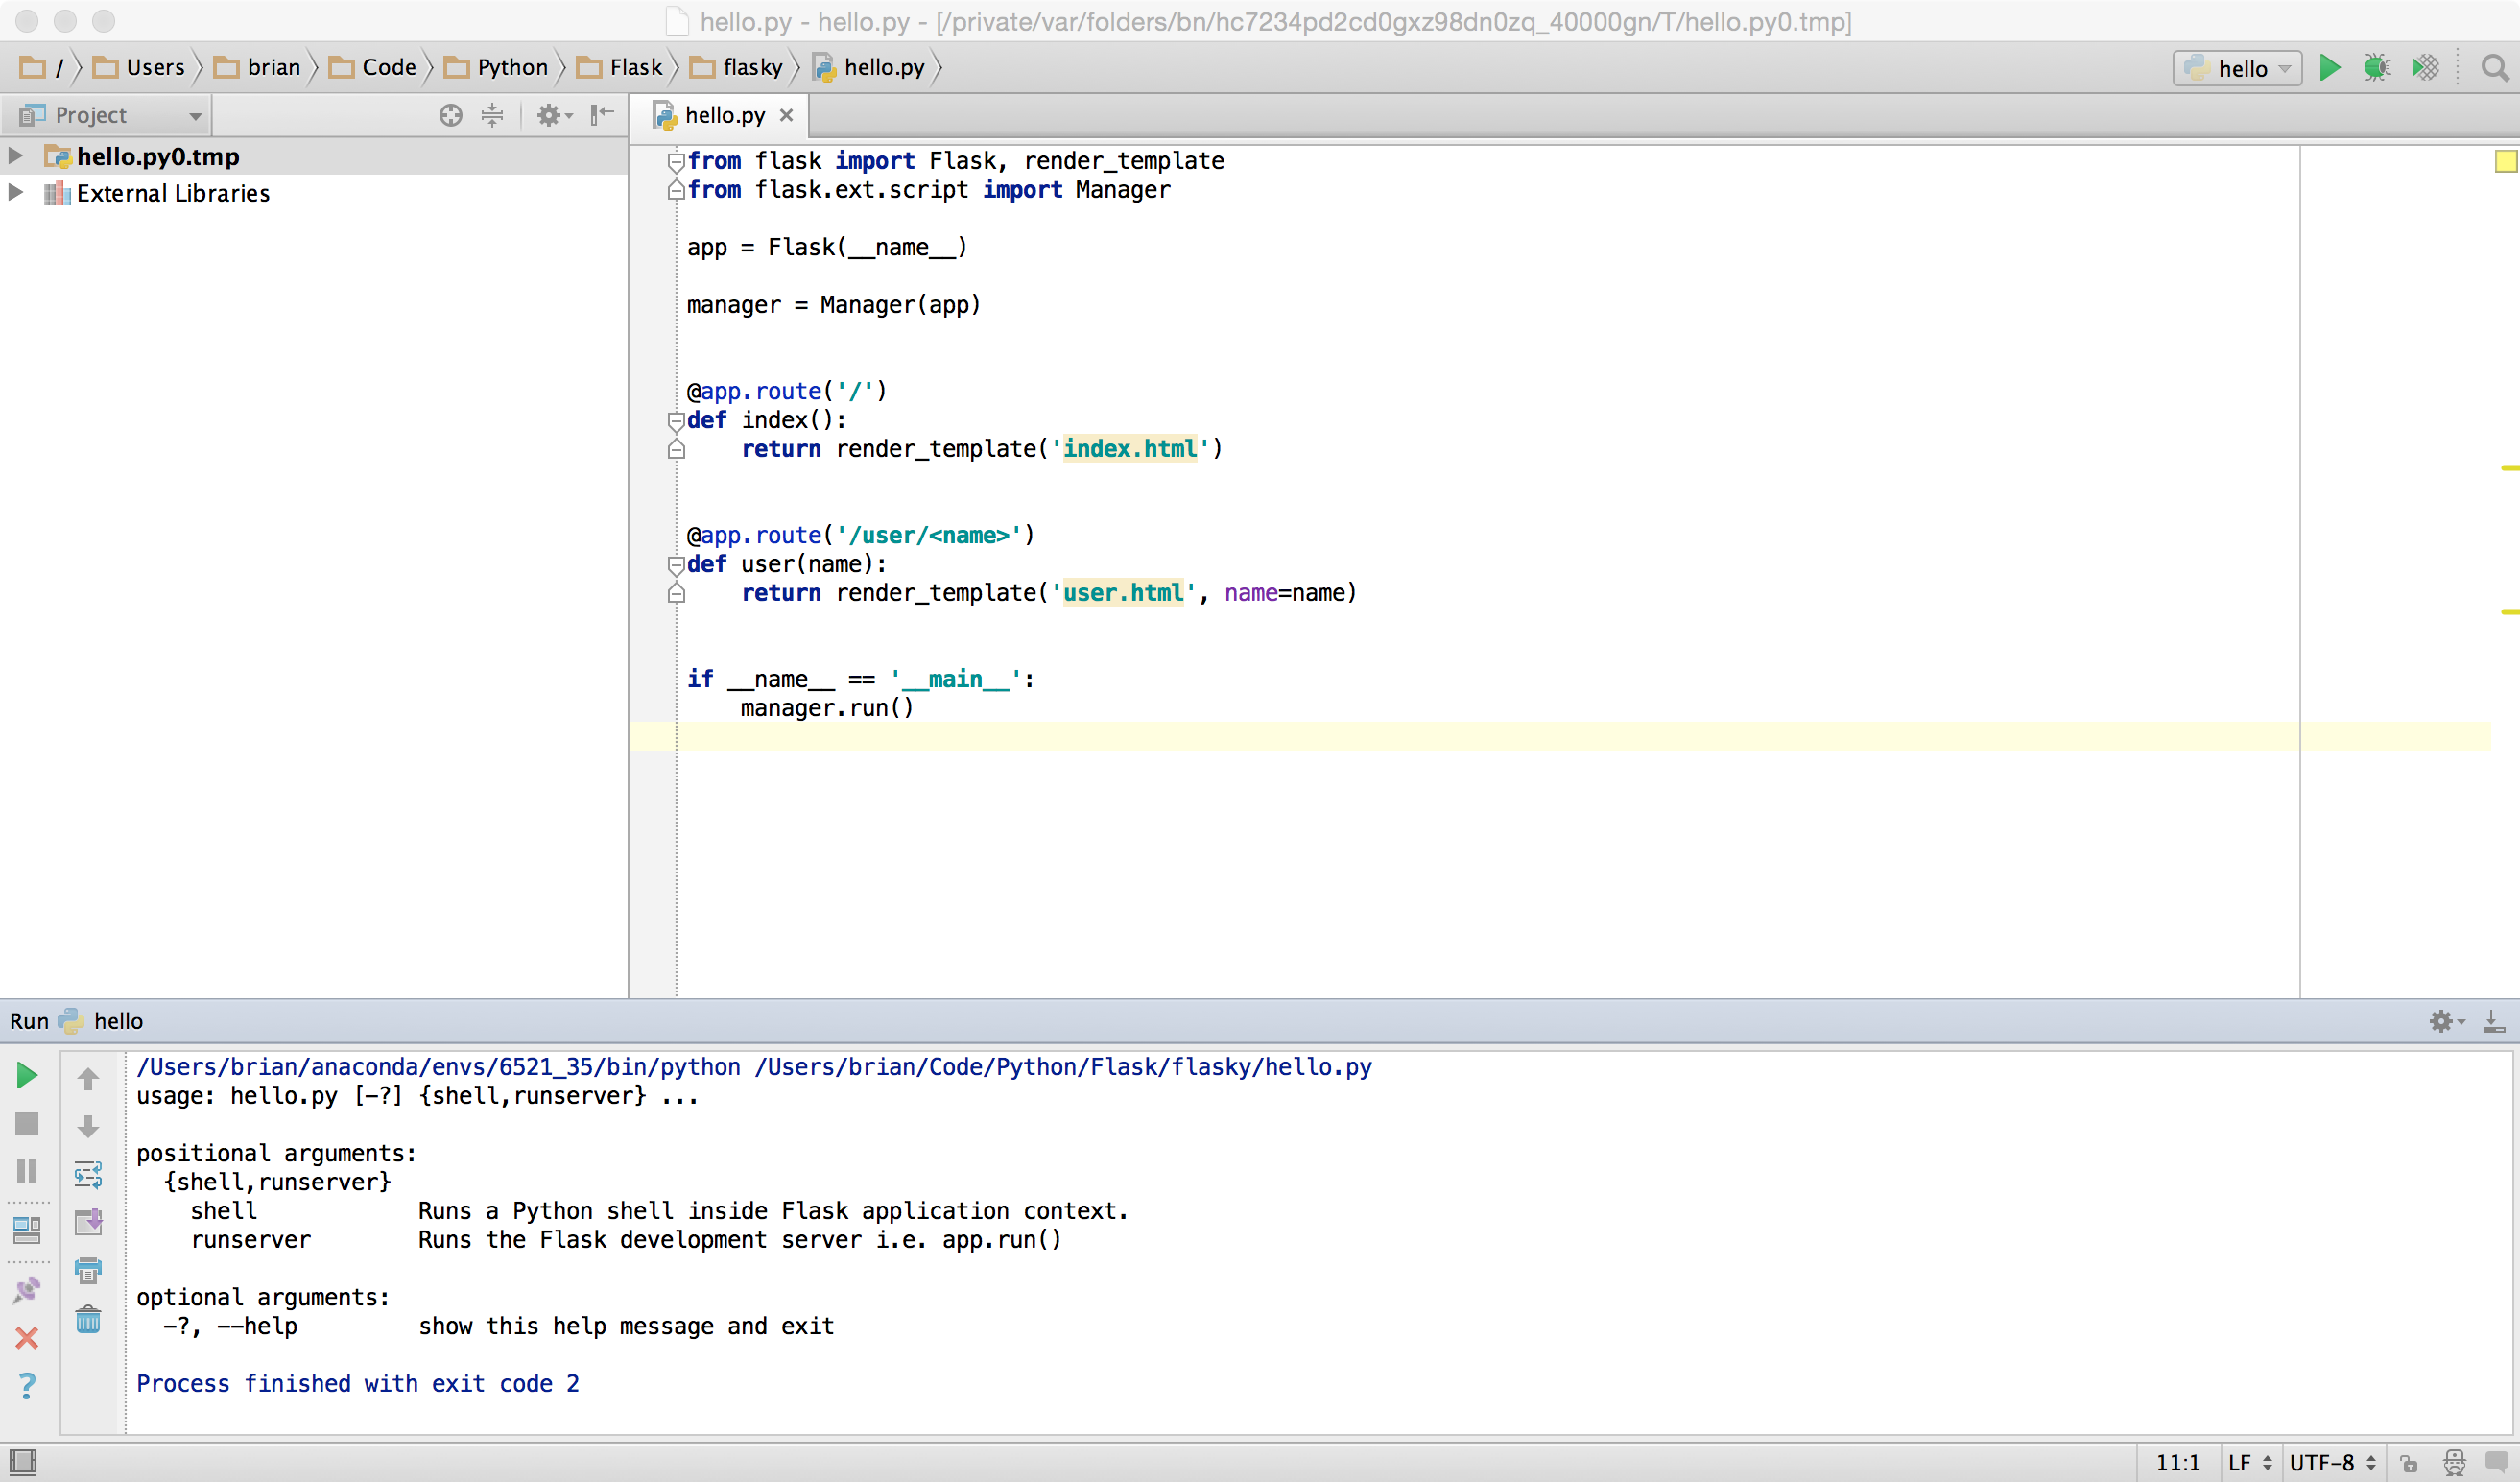 hello.py - hello.py - [/private/var/folders/bn/hc7234pd2cd0gxz98dn0zq_40000gn/T/hello.py0.tmp]
/ Users brian Code Python Flask flasky hello.py hello
Project
hello.py
hello.py0.tmp
External Libraries
from flask import Flask, render_template
from flask.ext.script import Manager
app = Flask(__name__)
manager = Manager(app)
@app.route('/')
def index():
    return render_template('index.html')
@app.route('/user/<name>')
def user(name):
    return render_template('user.html', name=name)
if __name__ == '__main__':
    manager.run()
Run hello
/Users/brian/anaconda/envs/6521_35/bin/python /Users/brian/Code/Python/Flask/flasky/hello.py
usage: hello.py [-?] {shell,runserver} ...
positional arguments:
  {shell,runserver}
    shell            Runs a Python shell inside Flask application context.
    runserver        Runs the Flask development server i.e. app.run()
optional arguments:
  -?, --help         show this help message and exit
Process finished with exit code 2
11:1 LF UTF-8